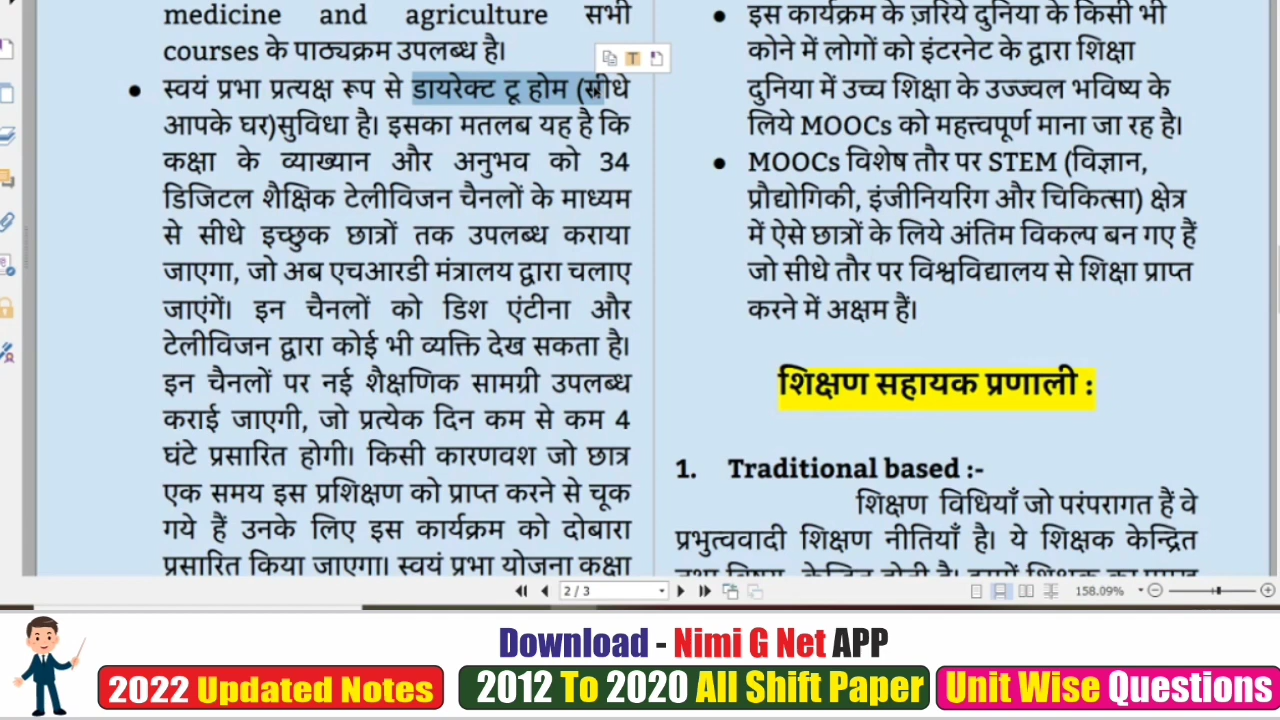 medicine and agriculture सभी
courses के पाठ्यक्रम उपलब्ध है।
स्वयं प्रभा प्रत्यक्ष रूप से डायरेक्ट टू होम (सीधे
आपके घर)सुविधा है। इसका मतलब यह है कि
कक्षा के व्याख्यान और अनुभव को 34
डिजिटल शैक्षिक टेलीविजन चैनलों के माध्यम
से सीधे इच्छुक छात्रों तक उपलब्ध कराया
जाएगा, जो अब एचआरडी मंत्रालय द्वारा चलाए
जाएंगें। इन चैनलों को डिश एंटीना और
टेलीविजन द्वारा कोई भी व्यक्ति देख सकता है।
इन चैनलों पर नई शैक्षणिक सामग्री उपलब्ध
कराई जाएगी, जो प्रत्येक दिन कम से कम 4
घंटे प्रसारित होगी। किसी कारणवश जो छात्र
एक समय इस प्रशिक्षण को प्राप्त करने से चूक
गये हैं उनके लिए इस कार्यक्रम को दोबारा
प्रसारित किया जाएगा। स्वयं प्रभा योजना कक्षा
इस कार्यक्रम के ज़रिये दुनिया के किसी भी
कोने में लोगों को इंटरनेट के द्वारा शिक्षा
दुनिया में उच्च शिक्षा के उज्ज्वल भविष्य के
लिये MOOCs को महत्त्वपूर्ण माना जा रह है।
MOOCs विशेष तौर पर STEM (विज्ञान,
प्रौद्योगिकी, इंजीनियरिंग और चिकित्सा) क्षेत्र
में ऐसे छात्रों के लिये अंतिम विकल्प बन गए हैं
जो सीधे तौर पर विश्वविद्यालय से शिक्षा प्राप्त
करने में अक्षम हैं।
शिक्षण सहायक प्रणाली :
1. Traditional based :-
शिक्षण विधियाँ जो परंपरागत हैं वे
प्रभुत्ववादी शिक्षण नीतियाँ है। ये शिक्षक केन्द्रित
2 / 3
158.09%
Download - Nimi G Net APP
2022 Updated Notes
2012 To 2020 All Shift Paper
Unit Wise Questions